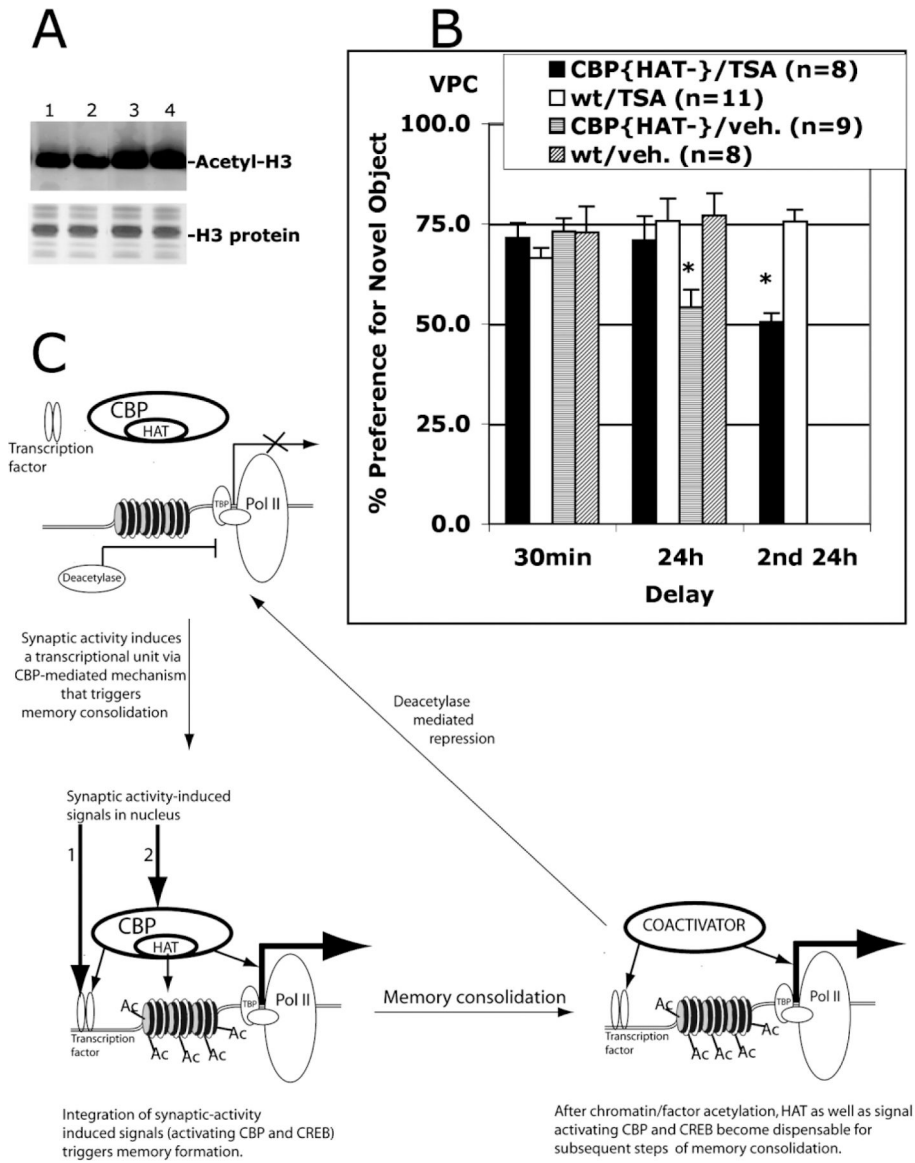 A
1 2 3 4
-Acetyl-H3
-H3 protein
B
VPC
CBP{HAT-}/TSA (n=8)
wt/TSA (n=11)
CBP{HAT-}/veh. (n=9)
wt/veh. (n=8)
% Preference for Novel Object
100.0
75.0
50.0
25.0
0.0
*
*
30min 24h 2nd 24h
Delay
C
CBP
HAT
Transcription
factor
TBP
Pol II
Deacetylase
Synaptic activity induces
a transcriptional unit via
CBP-mediated mechanism
that triggers
memory consolidation
Deacetylase
mediated
repression
Synaptic activity-induced
signals in nucleus
1
2
CBP
HAT
TBP
Pol II
Ac
Ac
Ac Ac Ac
Transcription
factor
Memory consolidation
COACTIVATOR
TBP
Pol II
Ac
Ac
Ac Ac Ac
Transcription
factor
Integration of synaptic-activity
induced signals (activating CBP and CREB)
triggers memory formation.
After chromatin/factor acetylation, HAT as well as signal
activating CBP and CREB become dispensable for
subsequent steps of memory consolidation.